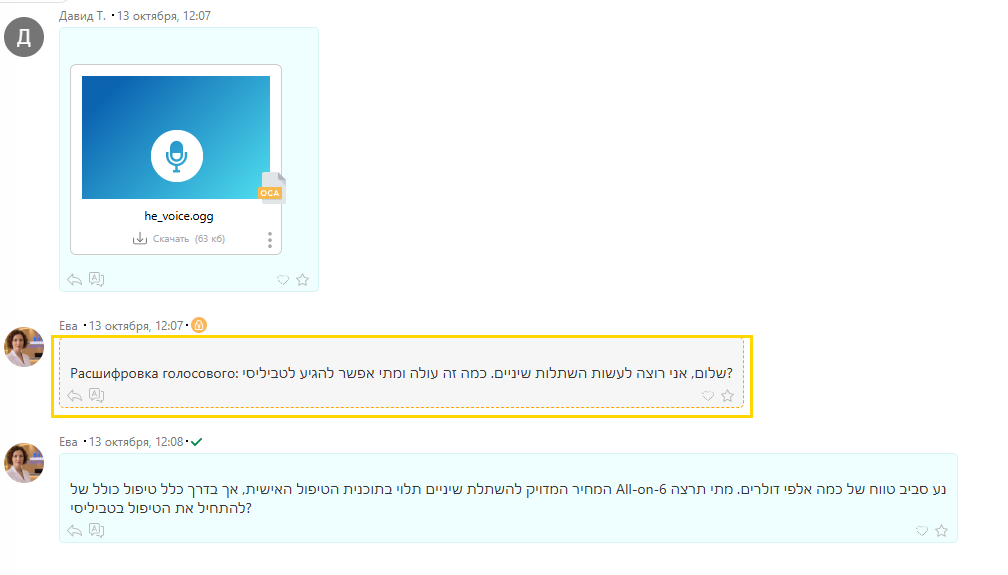 Давид Т. • 13 октября, 12:07
Д
OGA
he_voice.ogg
Скачать (63 кб)
Ева • 13 октября, 12:07 •
Расшифровка голосового: שלום, אני רוצה לעשות השתלות שיניים. כמה זה עולה ומתי אפשר להגיע לטביליסי?
Ева • 13 октября, 12:08 •
המחיר המדויק להשתלת שיניים תלוי בתוכנית הטיפול האישית, אך בדרך כלל טיפול כולל של All-on-6 נע סביב טווח של כמה אלפי דולרים. מתי תרצה
להתחיל את הטיפול בטביליסי?